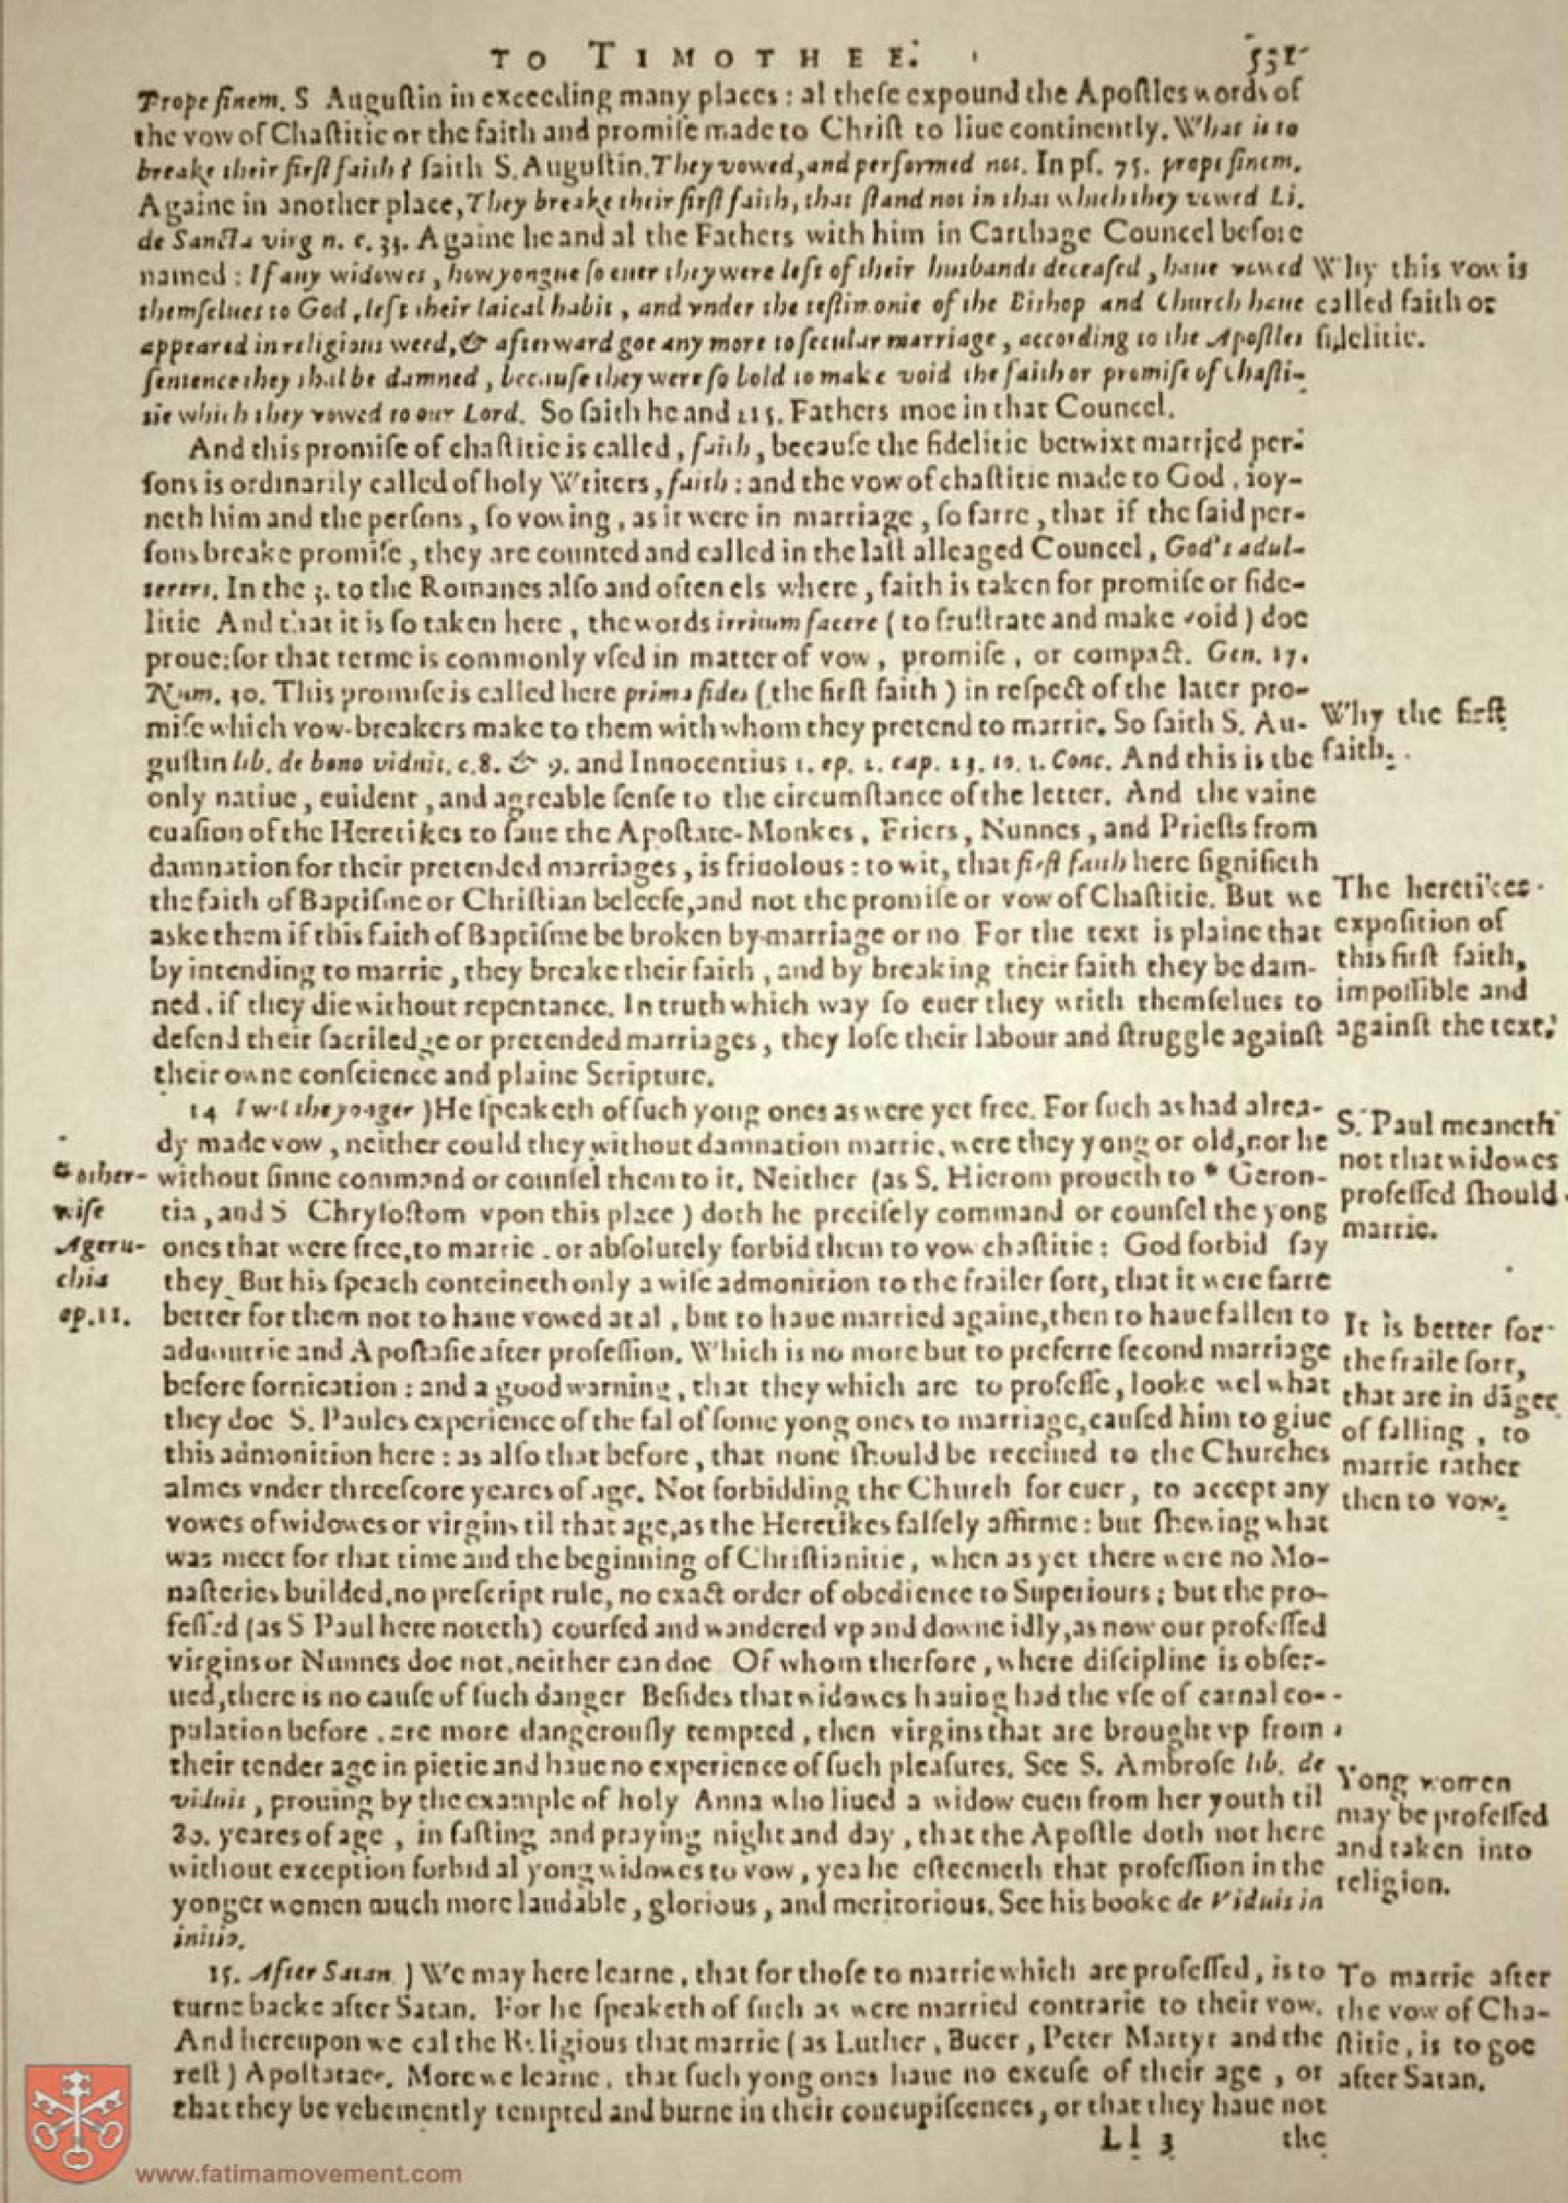 TO TIMOTHEE. 531
Prope finem. S Auguſtin in exceeding many places : al theſe expound the Apoſtles words of
the vow of Chaſtitie or the faith and promiſe made to Chriſt to liue continently. What is to
breake their firſt faith? ſaith S. Auguſtin. They vowed, and performed not. In pſ. 75. prope finem.
Againe in another place, They breake their firſt faith, that ſtand not in that which they vowed Li.
de Sancta virg n. c. 33. Againe he and al the Fathers with him in Carthage Councel before
named : If any widowes, how yongue ſo euer they were left of their husbands deceaſed, haue vowed
themſelues to God, left their laical habit, and vnder the teſtimonie of the Bishop and Church haue
appeared in religious weed, & afterward goe any more to ſecular marriage, according to the Apoſtles
ſentence they shal be damned, becauſe they were ſo bold to make void the faith or promiſe of chaſti-
tie which they vowed to our Lord. So ſaith he and 215. Fathers moe in that Councel.
Why this vow is
called faith or
fidelitie.
And this promiſe of chaſtitie is called, faith, becauſe the fidelitie betwixt married per-
ſons is ordinarily called of holy Writers, faith : and the vow of chaſtitie made to God, ioy-
neth him and the perſons, ſo vowing, as it were in marriage, ſo farre, that if the ſaid per-
ſons breake promiſe, they are counted and called in the laſt alleaged Councel, God's adul-
terers. In the 3. to the Romanes alſo and often els where, faith is taken for promiſe or fide-
litie And that it is ſo taken here, the words irritum facere ( to fruſtrate and make void ) doe
proue: for that terme is commonly vſed in matter of vow, promiſe, or compact. Gen. 17.
Num. 30. This promiſe is called here prima fides ( the firſt faith ) in reſpect of the later pro-
miſe which vow-breakers make to them with whom they pretend to marrie. So ſaith S. Au-
guſtin lib. de bono viduit. c. 8. & 9. and Innocentius 1. ep. 2. cap. 13. to. 1. Conc. And this is the
only natiue, euident, and agreable ſenſe to the circumſtance of the letter. And the vaine
euaſion of the Heretikes to ſaue the Apoſtate-Monkes, Friers, Nunnes, and Prieſts from
damnation for their pretended marriages, is friuolous : to wit, that firſt faith here ſignifieth
the faith of Baptiſme or Chriſtian beleefe, and not the promiſe or vow of Chaſtitie. But we
aske them if this faith of Baptiſme be broken by marriage or no For the text is plaine that
by intending to marrie, they breake their faith, and by breaking their faith they be dam-
ned, if they die without repentance. In truth which way ſo euer they writh themſelues to
defend their ſacriledge or pretended marriages, they loſe their labour and ſtruggle againſt
their owne conſcience and plaine Scripture.
Why the firſt
faith.
The heretikes
expoſition of
this firſt faith,
impoſſible and
againſt the text.
14 I wil the yonger ) He ſpeaketh of ſuch yong ones as were yet free. For ſuch as had alrea-
dy made vow, neither could they without damnation marrie, were they yong or old, nor he
without ſinne command or counſel them to it. Neither (as S. Hierom proueth to * Geron-
tia, and S Chryſoſtom vpon this place ) doth he preciſely command or counſel the yong
ones that were free, to marrie, or abſolutely forbid them to vow chaſtitie : God forbid ſay
they But his ſpeach conteineth only a wiſe admonition to the frailer ſort, that it were farre
better for them not to haue vowed at al, but to haue married againe, then to haue fallen to
aduoutrie and Apoſtaſie after profeſſion. Which is no more but to preferre ſecond marriage
before fornication : and a good warning, that they which are to profeſſe, looke wel what
they doe S. Paules experience of the fal of ſome yong ones to marriage, cauſed him to giue
this admonition here : as alſo that before, that none ſhould be receiued to the Churches
almes vnder threeſcore yeares of age. Not forbidding the Church for euer, to accept any
vowes of widowes or virgins til that age, as the Heretikes falſely affirme : but ſhewing what
was meet for that time and the beginning of Chriſtianitie, when as yet there were no Mo-
naſteries builded, no preſcript rule, no exact order of obedience to Superiours ; but the pro-
feſſed (as S Paul here noteth) courſed and wandered vp and downe idly, as now our profeſſed
virgins or Nunnes doe not, neither can doe Of whom therfore, where diſcipline is obſer-
ued, there is no cauſe of ſuch danger Beſides that widowes hauing had the vſe of carnal co-
pulation before, are more dangerouſly tempted, then virgins that are brought vp from
their tender age in pietie and haue no experience of ſuch pleaſures. See S. Ambroſe lib. de
viduis, prouing by the example of holy Anna who liued a widow euen from her youth til
80. yeares of age, in faſting and praying night and day, that the Apoſtle doth not here
without exception forbid al yong widowes to vow, yea he eſteemeth that profeſſion in the
yonger women much more laudable, glorious, and meritorious. See his booke de Viduis in
initio.
* other-
wiſe
Ageru-
chia
ep. 11.
S. Paul meaneth
not that widowes
profeſſed ſhould
marrie.
It is better for
the fraile ſort,
that are in dãger
of falling, to
marrie rather
then to vow.
Yong women
may be profeſſed
and taken into
religion.
15. After Satan ) We may here learne, that for thoſe to marrie which are profeſſed, is to
turne backe after Satan. For he ſpeaketh of ſuch as were married contrarie to their vow.
And hereupon we cal the Religious that marrie ( as Luther, Bucer, Peter Martyr and the
reſt ) Apoſtataes. More we learne, that ſuch yong ones haue no excuſe of their age, or
that they be vehemently tempted and burne in their concupiſcences, or that they haue not
To marrie after
the vow of Cha-
ſtitie, is to goe
after Satan.
Ll 3 the
www.fatimamovement.com